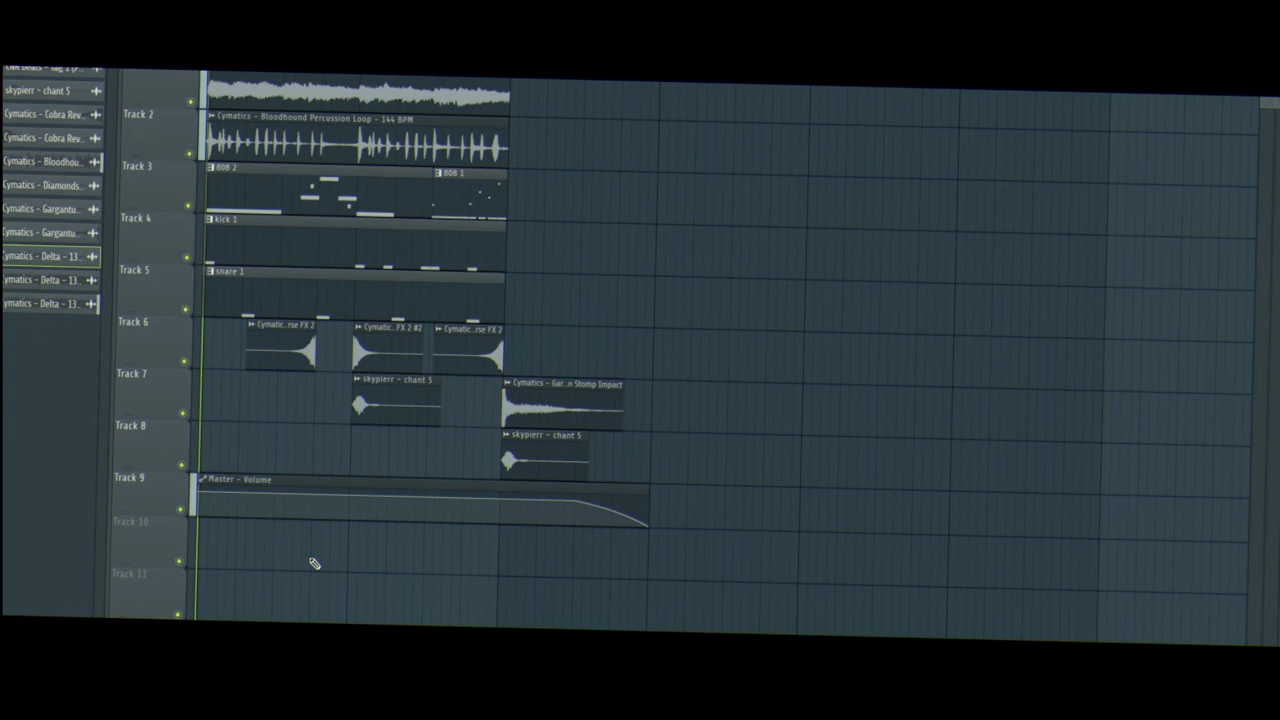 skypierr - chant 5
Cymatics - Cobra Rev..
Cymatics - Cobra Rev..
Cymatics - Bloodhou..
Cymatics - Diamonds..
Cymatics - Gargantu..
Cymatics - Gargantu..
Cymatics - Delta - 13..
Cymatics - Delta - 13..
ymatics - Delta - 13..
Track 2
Cymatics - Bloodhound Percussion Loop - 144 BPM
Track 3
808 2
808 1
Track 4
kick 1
Track 5
snare 1
Track 6
Cymatic..rse FX 2
Cymatic..FX 2 #2
Cymatic..rse FX 2
Track 7
skypierr - chant 5
Cymatics - Gar..n Stomp Impact
Track 8
skypierr - chant 5
Track 9
Master - Volume
Track 10
Track 11